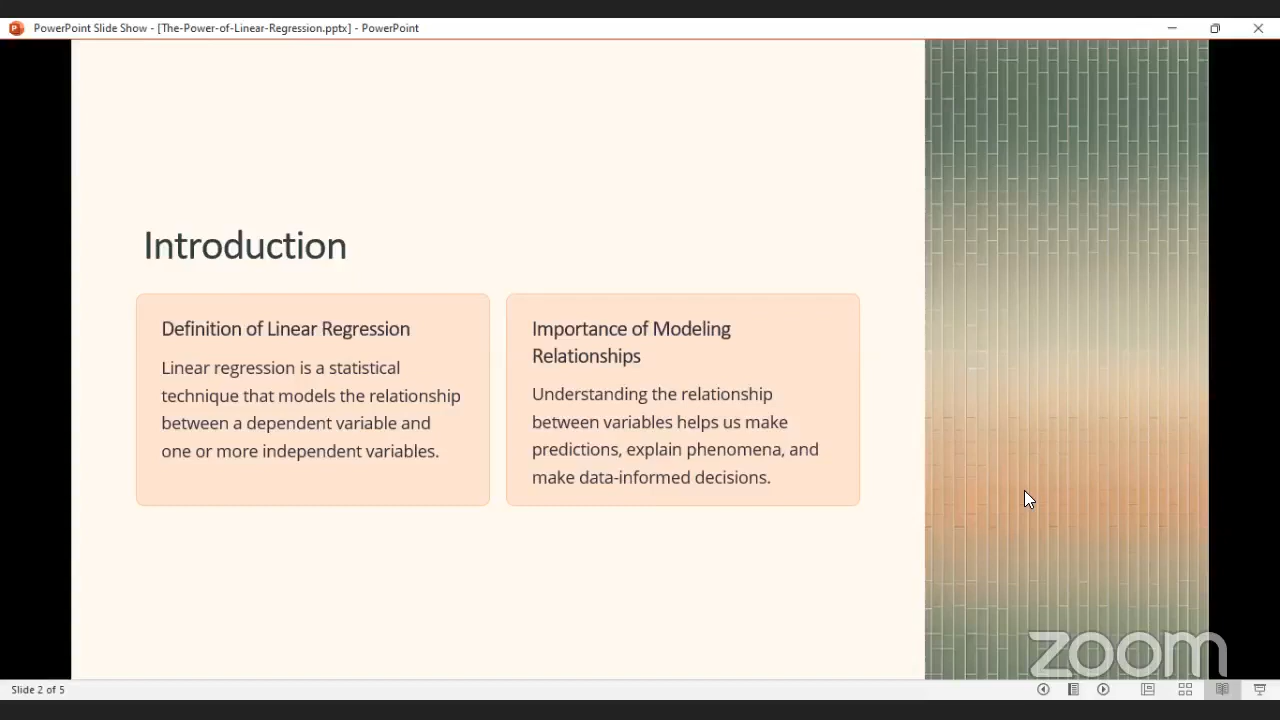 PowerPoint Slide Show - [The-Power-of-Linear-Regression.pptx] - PowerPoint
Introduction
Definition of Linear Regression
Linear regression is a statistical
technique that models the relationship
between a dependent variable and
one or more independent variables.
Importance of Modeling
Relationships
Understanding the relationship
between variables helps us make
predictions, explain phenomena, and
make data-informed decisions.
zoom
Slide 2 of 5